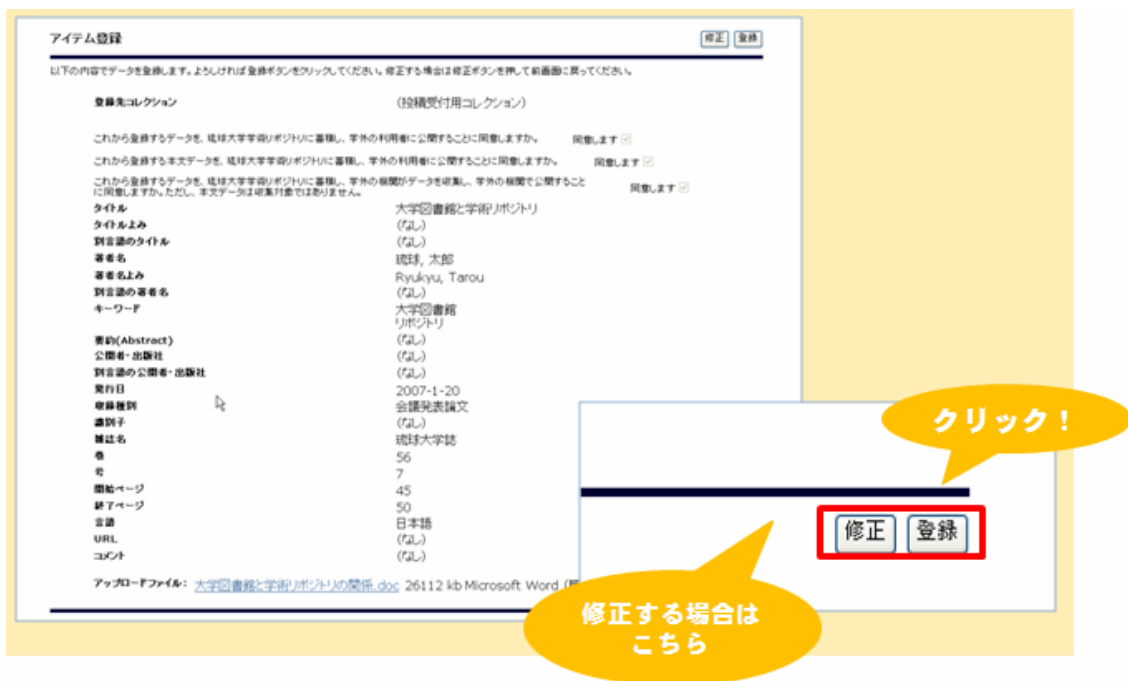 アイテム登録
修正 登録
以下の内容でデータを登録します。よろしければ登録ボタンをクリックしてください。修正する場合は修正ボタンを押して前画面に戻ってください。
登録先コレクション (投稿受付用コレクション)
これから登録するデータを、琉球大学学術リポジトリに蓄積し、学外の利用者に公開することに同意しますか。 同意します
これから登録する本文データを、琉球大学学術リポジトリに蓄積し、学外の利用者に公開することに同意しますか。 同意します
これから登録するデータを、琉球大学学術リポジトリに蓄積し、学外の機関がデータを収集し、学外の機関で公開すること
に同意しますか。ただし、本文データは収集対象ではありません。 同意します
タイトル 大学図書館と学術リポジトリ
タイトルよみ (なし)
別言語のタイトル (なし)
著者名 琉球, 太郎
著者名よみ Ryukyu, Tarou
別言語の著者名 (なし)
キーワード 大学図書館
リポジトリ
要約(Abstract) (なし)
公開者・出版社 (なし)
別言語の公開者・出版社 (なし)
発行日 2007-1-20
収録種別 会議発表論文
識別子 (なし)
雑誌名 琉球大学誌
巻 56
号 7
開始ページ 45
終了ページ 50
言語 日本語
URL (なし)
コメント (なし)
アップロードファイル: 大学図書館と学術リポジトリの関係.doc 26112 kb Microsoft Word
クリック！
修正 登録
修正する場合は
こちら